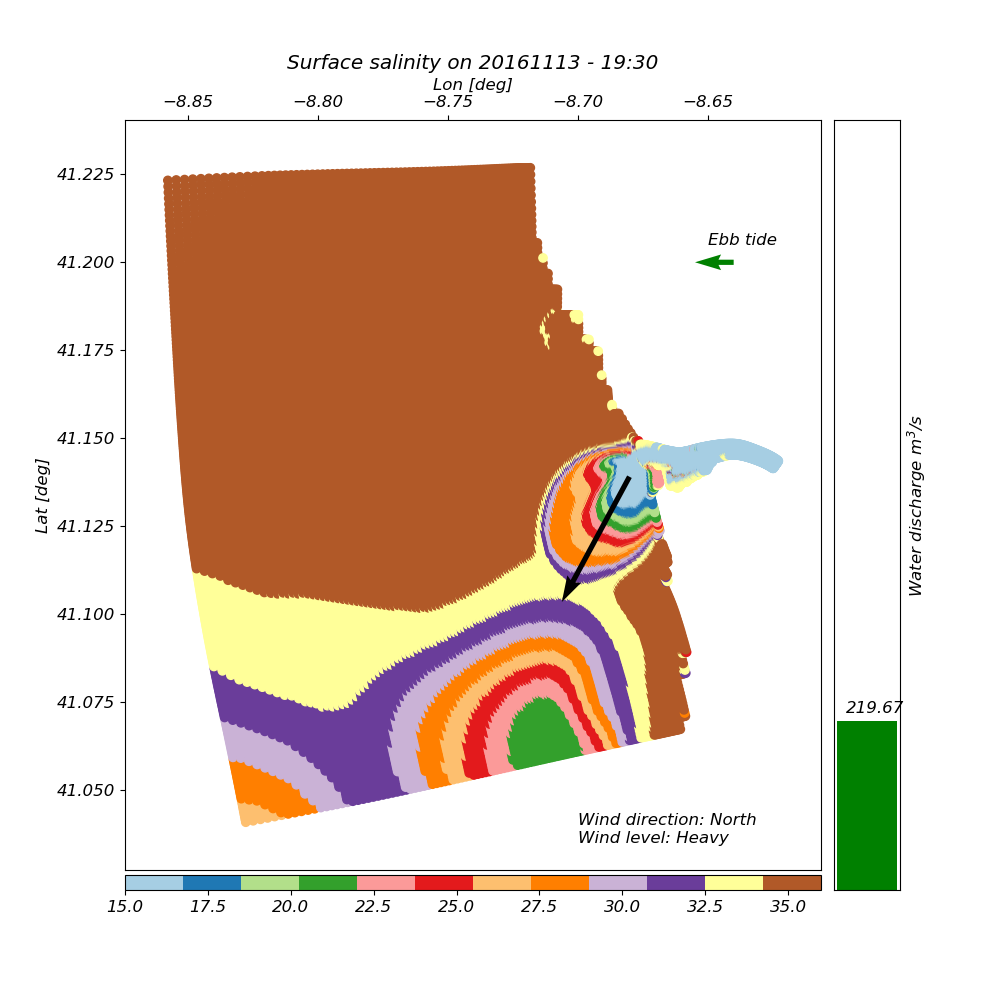 Surface salinity on 20161113 - 19:30
Lon [deg]
−8.85 −8.80 −8.75 −8.70 −8.65
41.225
41.200
41.175
41.150
41.125
41.100
41.075
41.050
Lat [deg]
Ebb tide
Water discharge m³/s
219.67
Wind direction: North
Wind level: Heavy
15.0 17.5 20.0 22.5 25.0 27.5 30.0 32.5 35.0